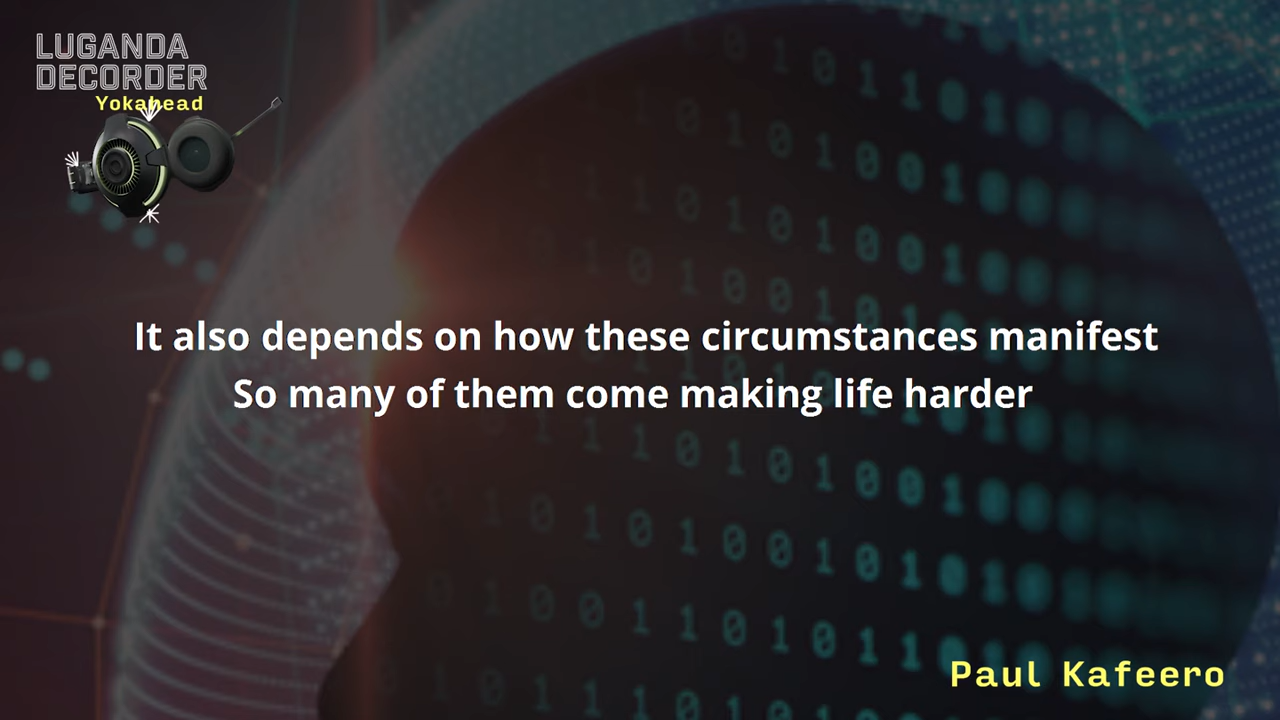 LUGANDA
DECORDER
Yokahead
It also depends on how these circumstances manifest
So many of them come making life harder
Paul Kafeero